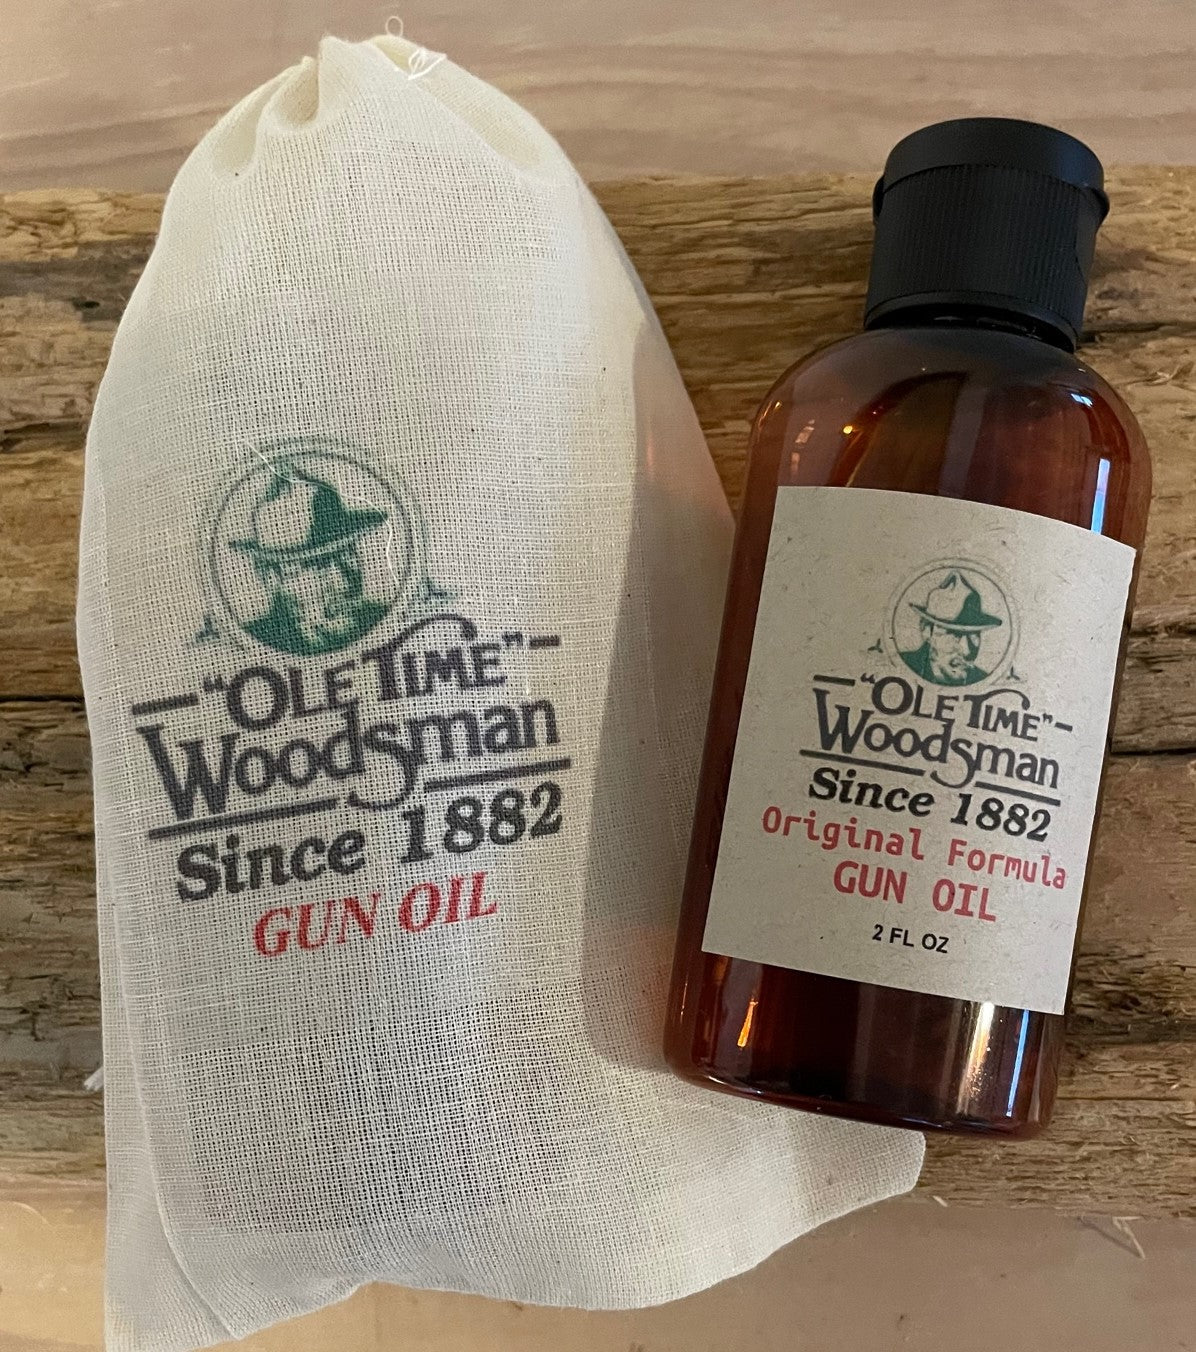 "OLE TIME"
Woodsman
Since 1882
GUN OIL
"OLE TIME"
Woodsman
Since 1882
Original Formula
GUN OIL
2 FL OZ